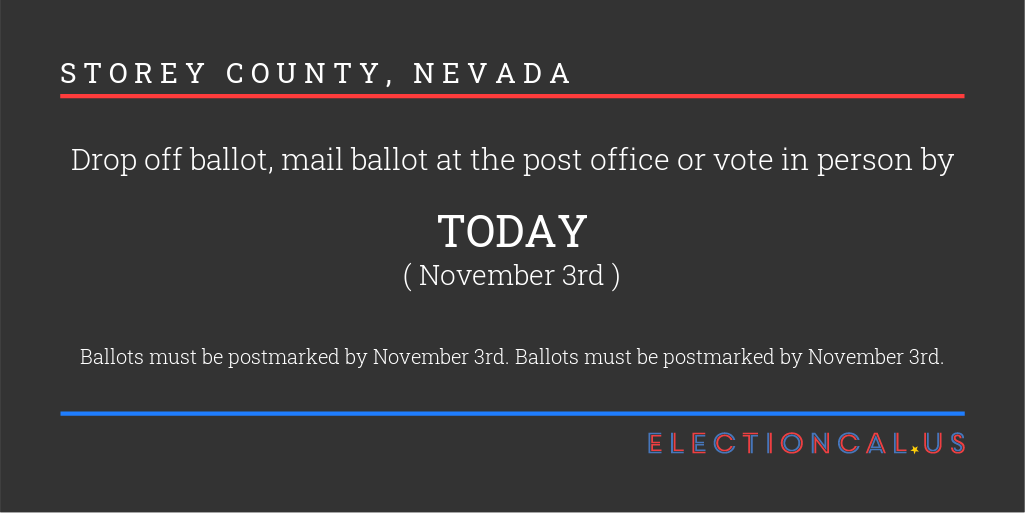 STOREY COUNTY, NEVADA
Drop off ballot, mail ballot at the post office or vote in person by
TODAY
( November 3rd )
Ballots must be postmarked by November 3rd. Ballots must be postmarked by November 3rd.
ELECTIONCAL.US